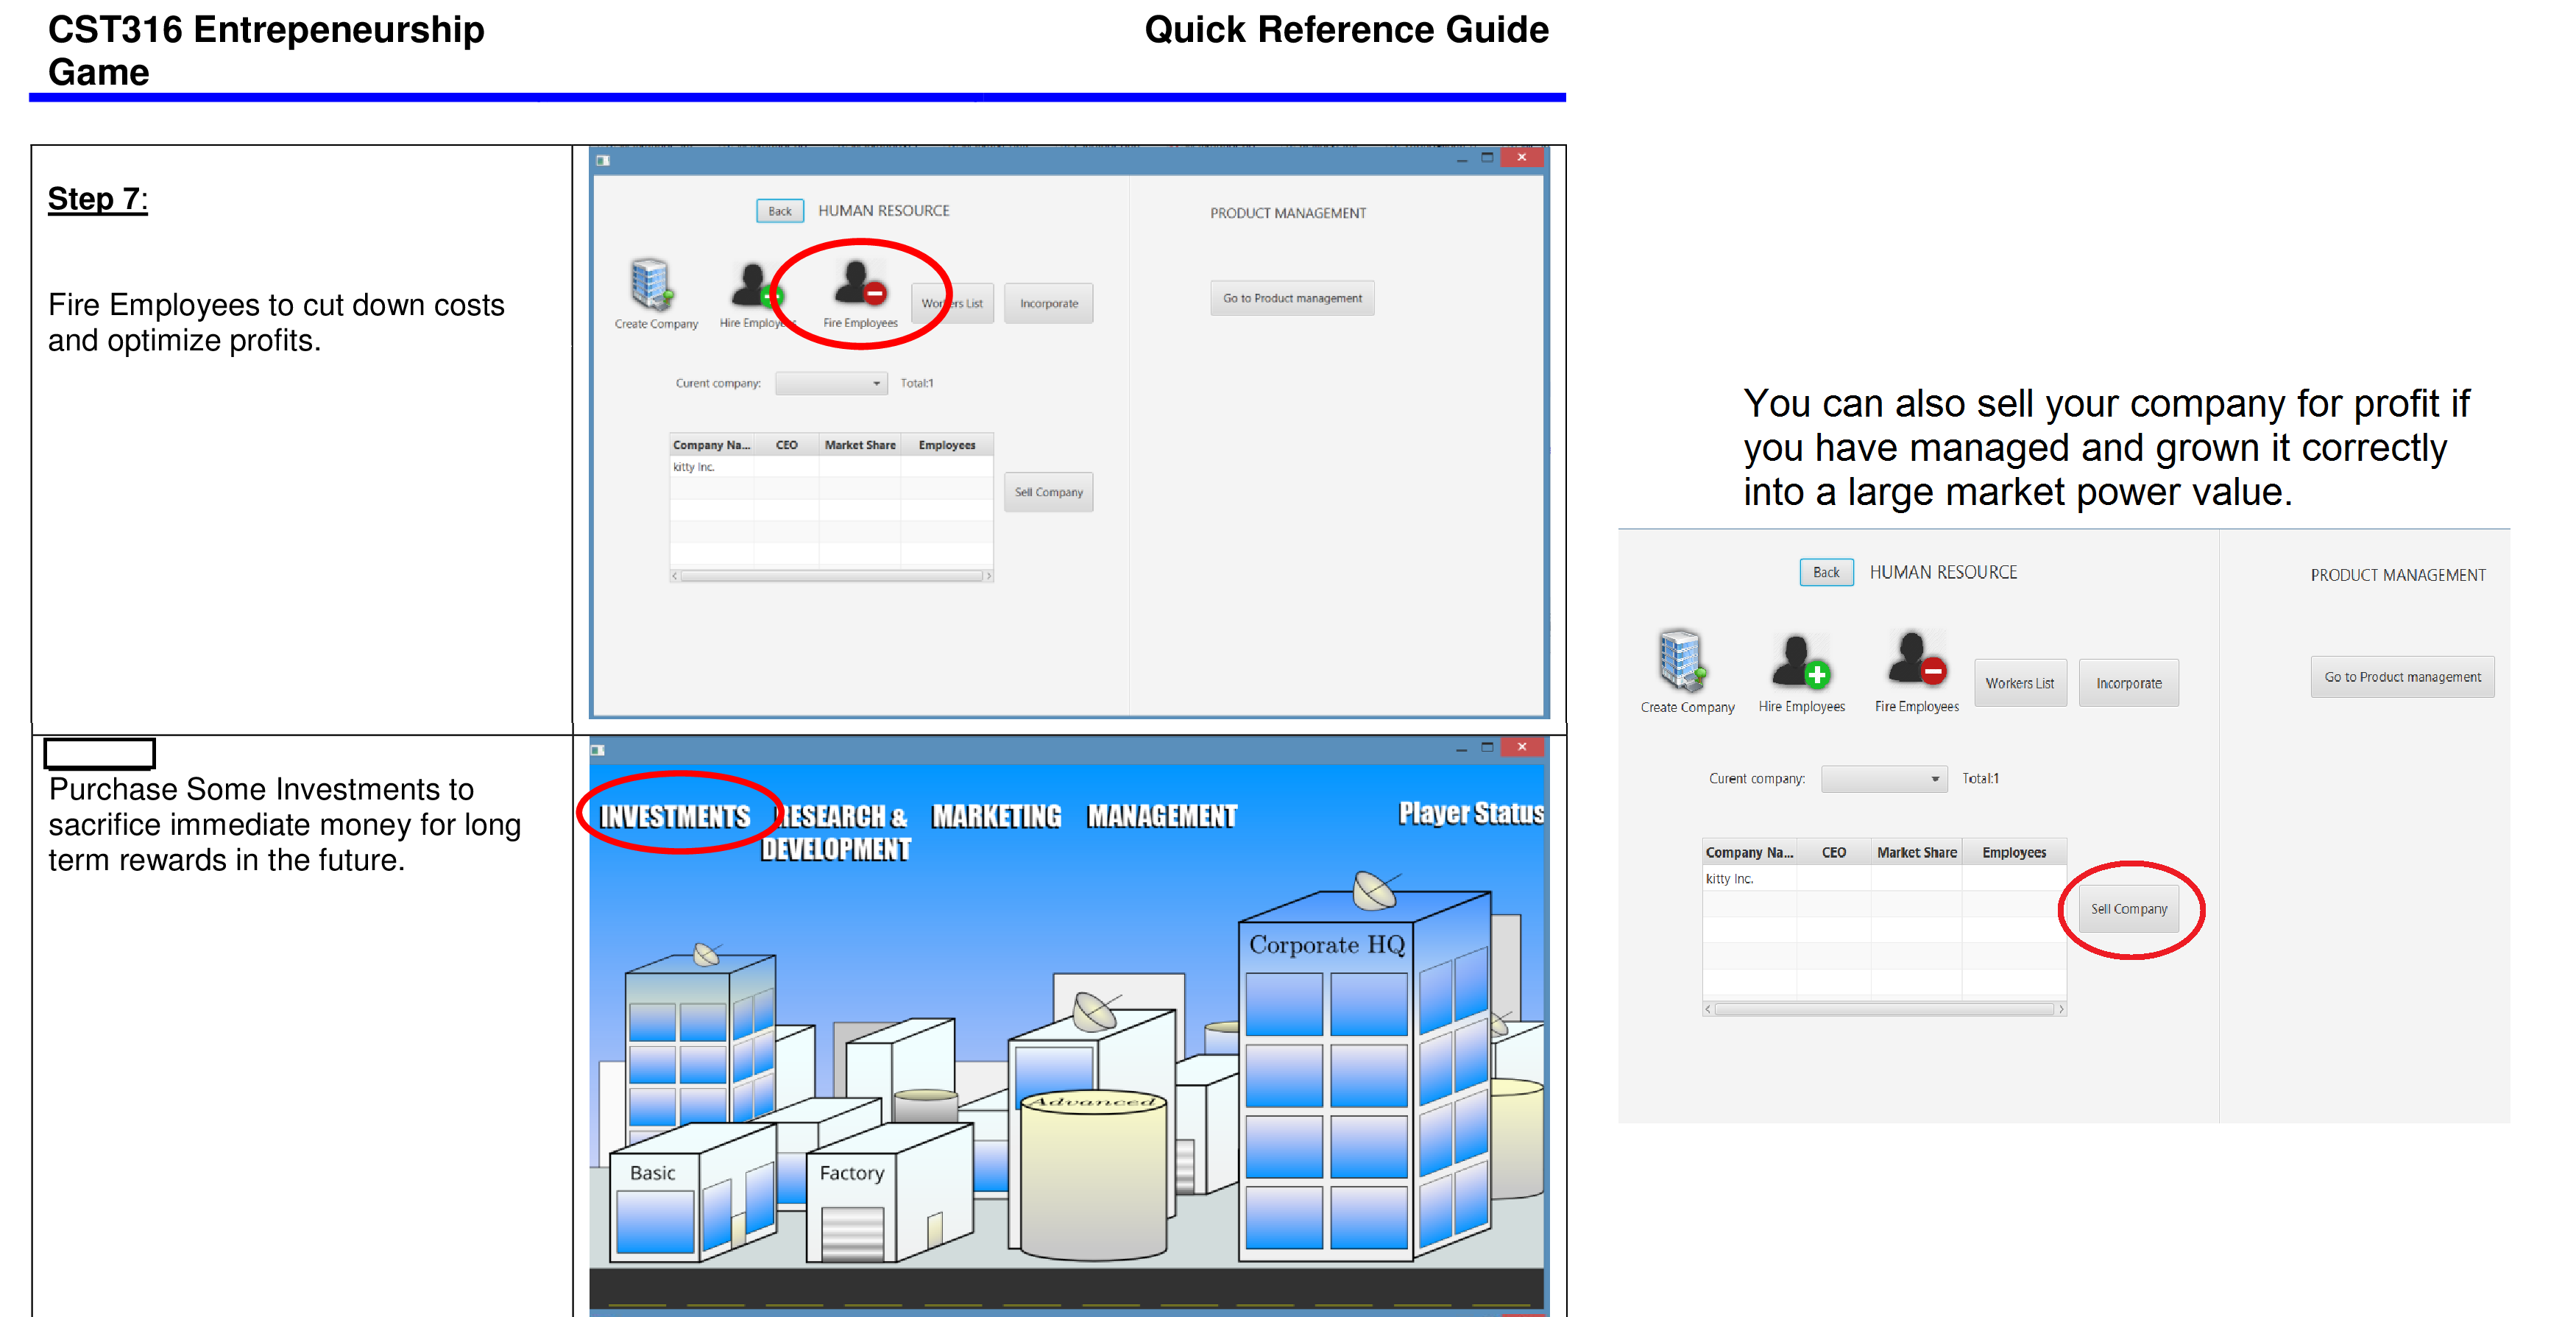 CST316 Entrepeneurship
Game
Quick Reference Guide
Step 7:
Fire Employees to cut down costs
and optimize profits.
Back
HUMAN RESOURCE
PRODUCT MANAGEMENT
Create Company
Hire Employees
Fire Employees
Workers List
Incorporate
Go to Product management
Curent company:
Total:1
Company Na... CEO Market Share Employees
kitty Inc.
Sell Company
Purchase Some Investments to
sacrifice immediate money for long
term rewards in the future.
INVESTMENTS
RESEARCH &
DEVELOPMENT
MARKETING
MANAGEMENT
Player Status
Corporate HQ
Advanced
Basic
Factory
You can also sell your company for profit if
you have managed and grown it correctly
into a large market power value.
Back
HUMAN RESOURCE
PRODUCT MANAGEMENT
Create Company
Hire Employees
Fire Employees
Workers List
Incorporate
Go to Product management
Curent company:
Total:1
Company Na... CEO Market Share Employees
kitty Inc.
Sell Company